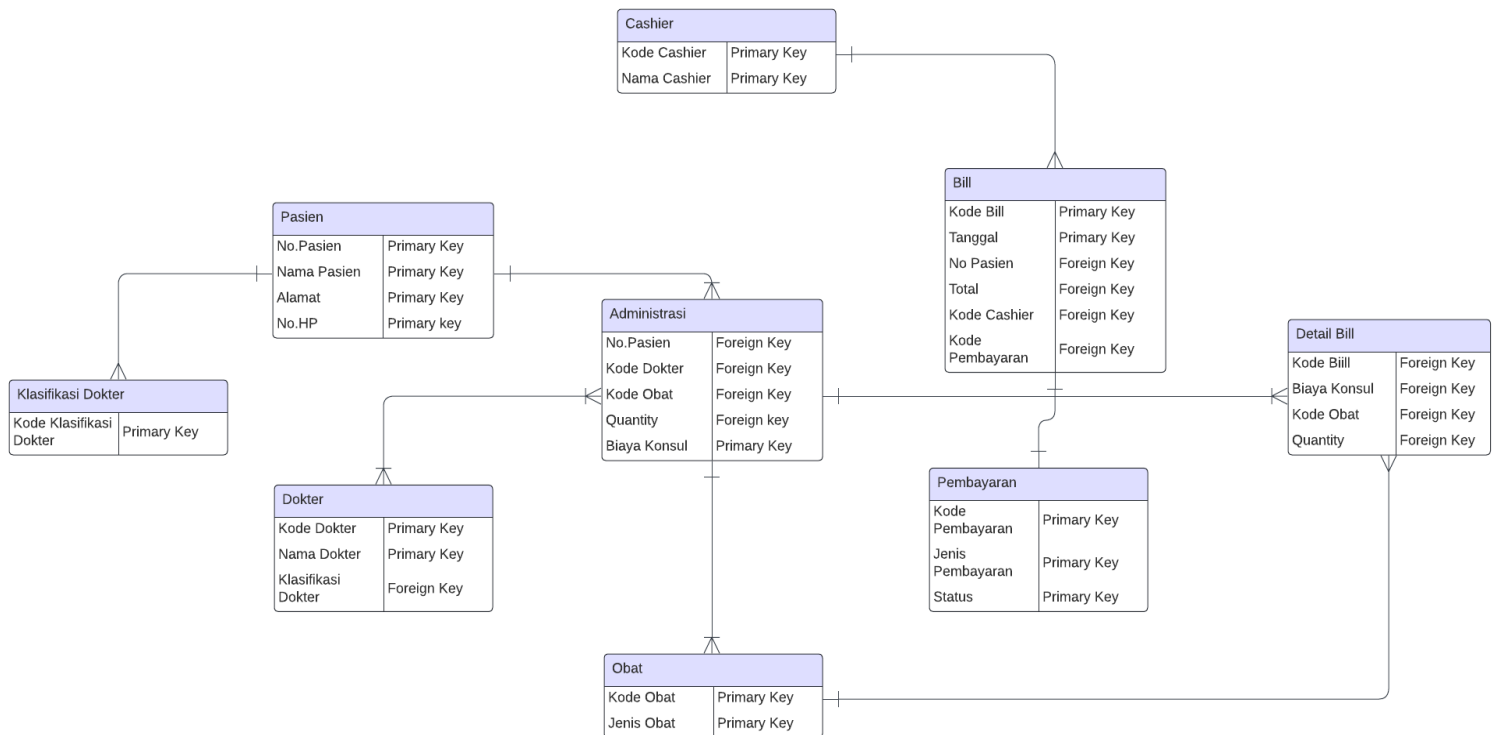 Cashier
Kode Cashier Primary Key
Nama Cashier Primary Key
Bill
Kode Bill Primary Key
Tanggal Primary Key
No Pasien Foreign Key
Total Foreign Key
Kode Cashier Foreign Key
Kode
Pembayaran Foreign Key
Pasien
No.Pasien Primary Key
Nama Pasien Primary Key
Alamat Primary Key
No.HP Primary key
Administrasi
No.Pasien Foreign Key
Kode Dokter Foreign Key
Kode Obat Foreign Key
Quantity Foreign key
Biaya Konsul Primary Key
Detail Bill
Kode Biill Foreign Key
Biaya Konsul Foreign Key
Kode Obat Foreign Key
Quantity Foreign Key
Klasifikasi Dokter
Kode Klasifikasi
Dokter Primary Key
Dokter
Kode Dokter Primary Key
Nama Dokter Primary Key
Klasifikasi
Dokter Foreign Key
Pembayaran
Kode
Pembayaran Primary Key
Jenis
Pembayaran Primary Key
Status Primary Key
Obat
Kode Obat Primary Key
Jenis Obat Primary Key